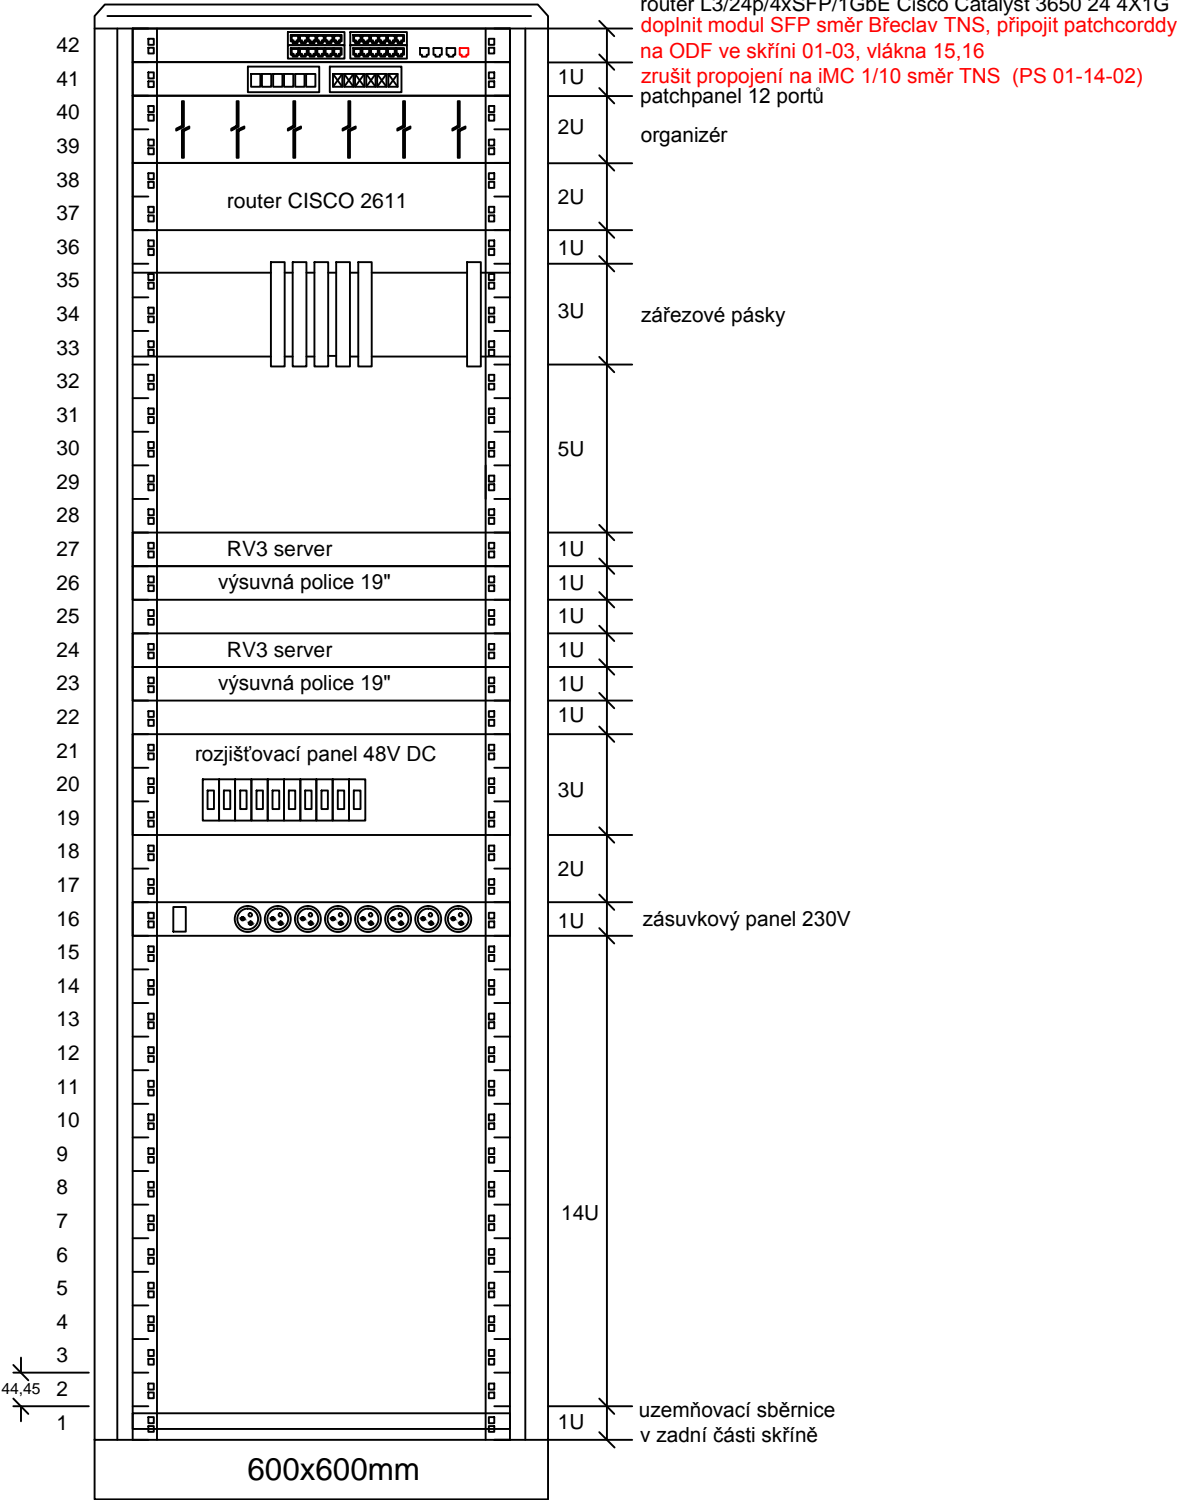 router L3/24p/4xSFP/1GbE Cisco Catalyst 3650 24 4X1G
doplnit modul SFP směr Břeclav TNS, připojit patchcorddy
na ODF ve skříni 01-03, vlákna 15,16
zrušit propojení na iMC 1/10 směr TNS (PS 01-14-02)
42
41 1U
patchpanel 12 portů
40
2U
organizér
39
38
router CISCO 2611 2U
37
36 1U
35
34 3U zářezové pásky
33
32
31
30 5U
29
28
27 RV3 server 1U
26 výsuvná police 19" 1U
25 1U
24 RV3 server 1U
23 výsuvná police 19" 1U
22 1U
21 rozjišťovací panel 48V DC
20 3U
19
18
2U
17
16 1U zásuvkový panel 230V
15
14
13
12
11
10
9
8
7 14U
6
5
4
3
44,45 2
1 1U
uzemňovací sběrnice
v zadní části skříně
600x600mm